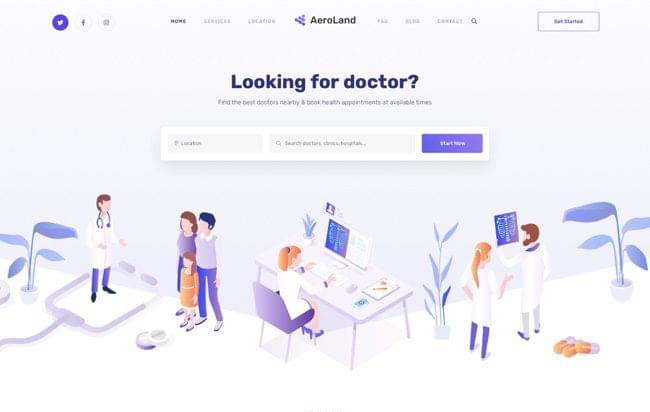 HOME
SERVICES
LOCATION
AeroLand
FAQ
BLOG
CONTACT
Get Started
Looking for doctor?
Find the best doctors nearby & book health appointments at available times
Location
Search doctors, clinics, hospitals...
Start Now